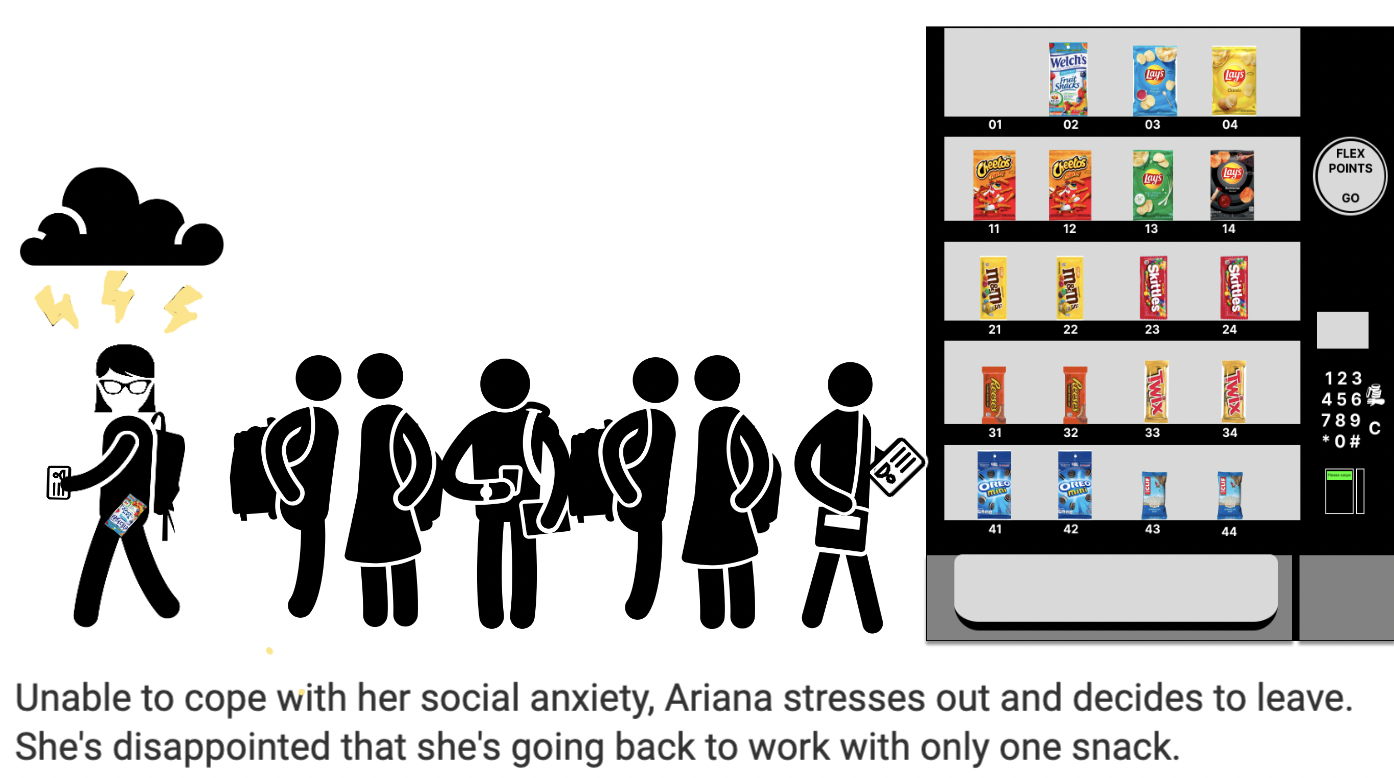 Welch's
Fruit
Snacks
Lay's
Lay's
Classic
01 02 03 04
FLEX
POINTS
GO
Cheetos Cheetos Lay's Lay's
11 12 13 14
M&M's M&M's Skittles Skittles
21 22 23 24
Reese's Reese's TWIX TWIX
1 2 3
4 5 6
7 8 9 C
* 0 #
31 32 33 34
OREO mini OREO mini CLIF CLIF
41 42 43 44
Unable to cope with her social anxiety, Ariana stresses out and decides to leave.
She's disappointed that she's going back to work with only one snack.